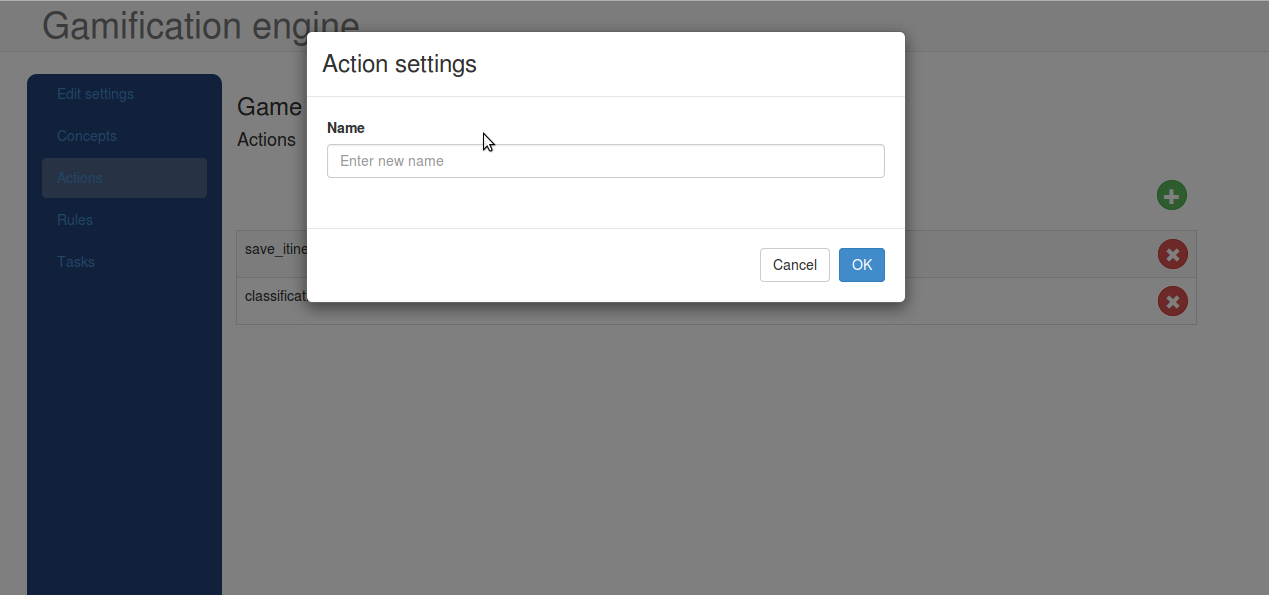 Gamification engine
Action settings
Edit settings
Game
Name
Concepts
Actions
Enter new name
Actions
Rules
save_itine
Tasks
Cancel
OK
classificat